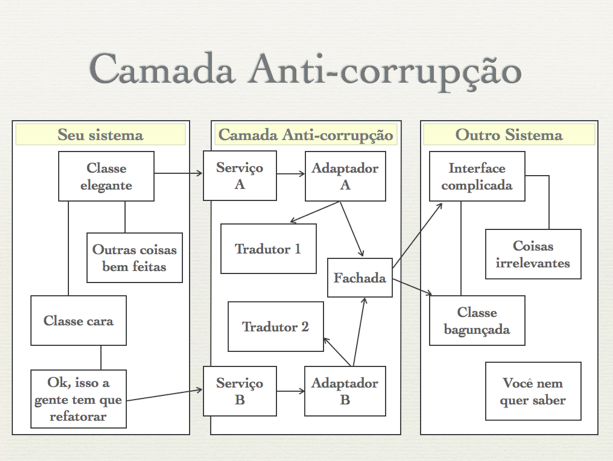 Camada Anti-corrupção
Seu sistema
Classe
elegante
Outras coisas
bem feitas
Classe cara
Ok, isso a
gente tem que
refatorar
Camada Anti-corrupção
Serviço
A
Adaptador
A
Tradutor 1
Fachada
Tradutor 2
Serviço
B
Adaptador
B
Outro Sistema
Interface
complicada
Coisas
irrelevantes
Classe
bagunçada
Você nem
quer saber